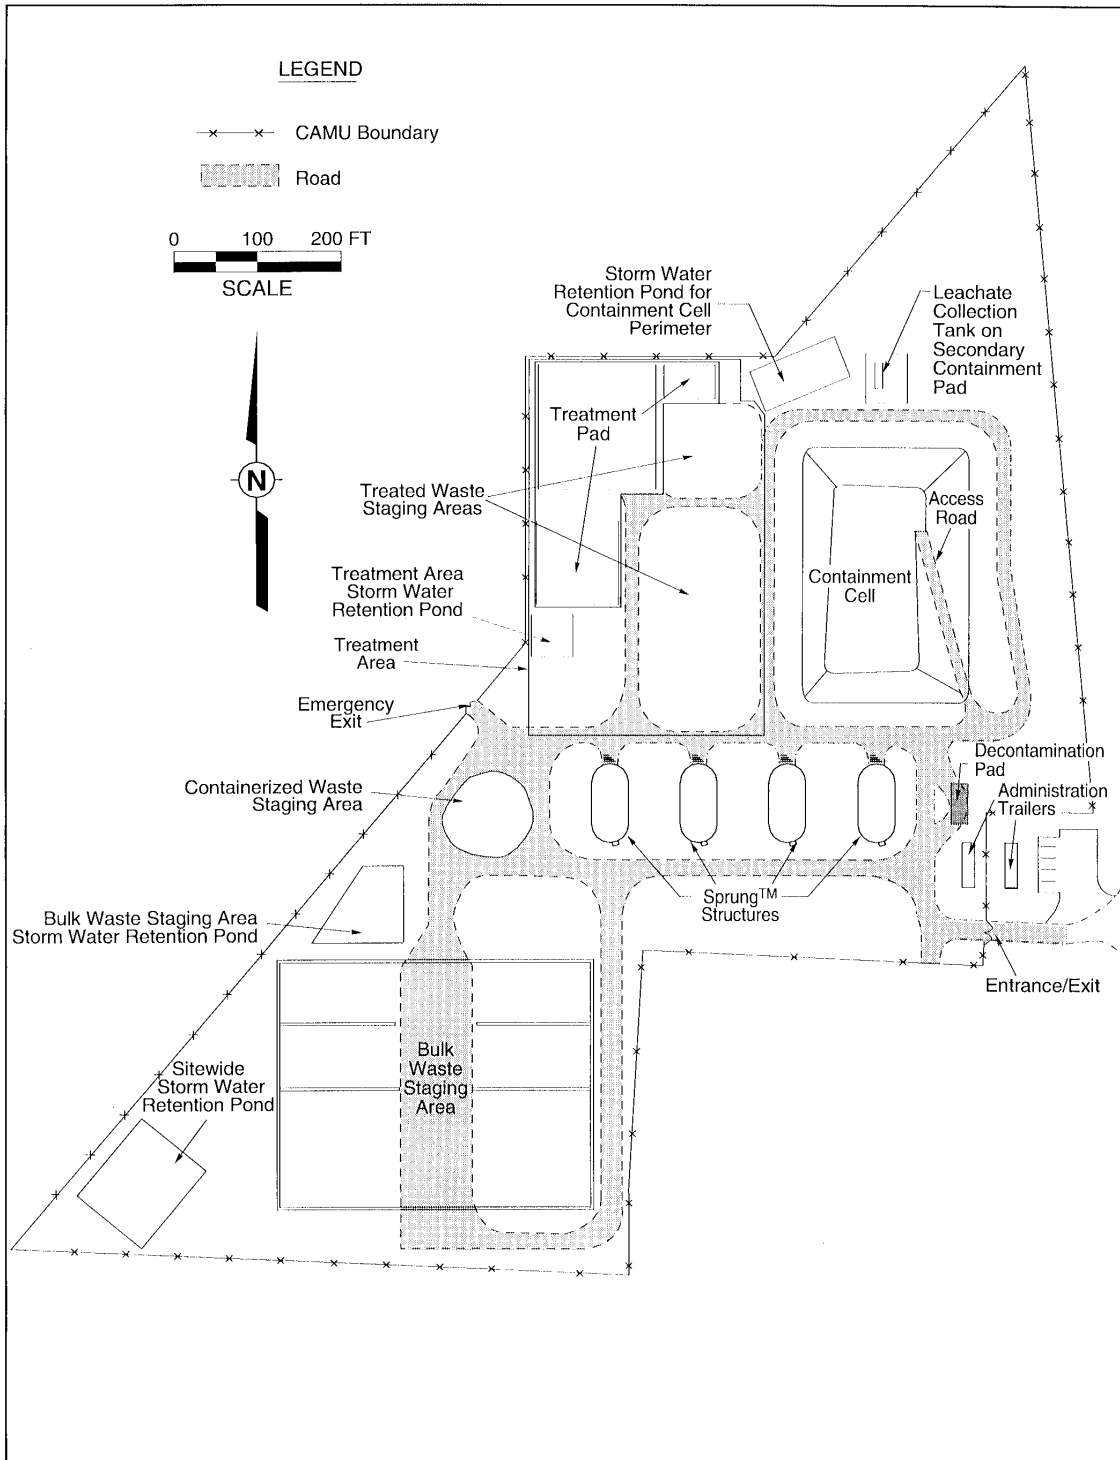 LEGEND
CAMU Boundary
Road
0 100 200 FT
SCALE
N
Storm Water
Retention Pond for
Containment Cell
Perimeter
Leachate
Collection
Tank on
Secondary
Containment
Pad
Treatment
Pad
Treated Waste
Staging Areas
Access
Road
Containment
Cell
Treatment Area
Storm Water
Retention Pond
Treatment
Area
Emergency
Exit
Decontamination
Pad
Containerized Waste
Staging Area
Administration
Trailers
Sprung™
Structures
Bulk Waste Staging Area
Storm Water Retention Pond
Entrance/Exit
Bulk
Waste
Staging
Area
Sitewide
Storm Water
Retention Pond